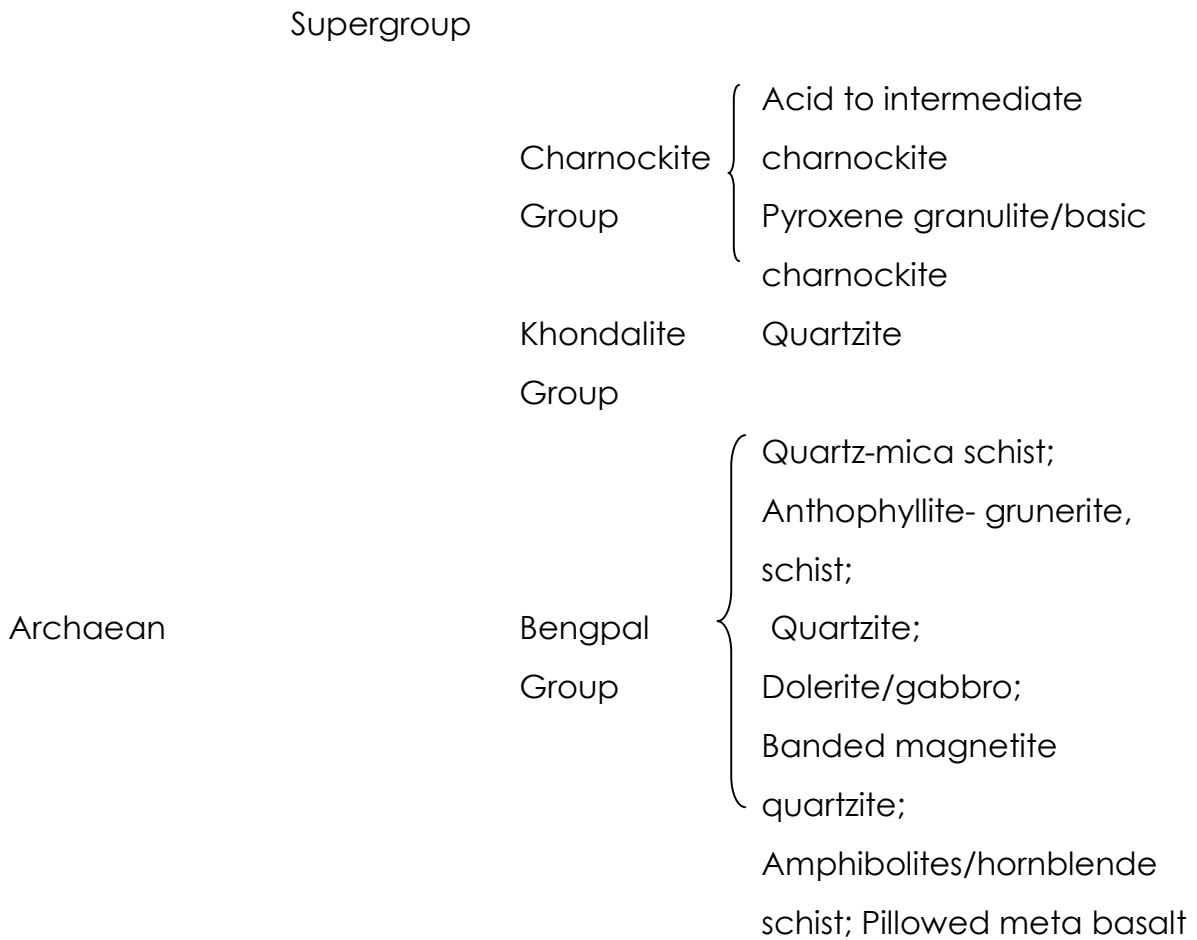 Supergroup
Acid to intermediate
Charnockite charnockite
Group Pyroxene granulite/basic
charnockite
Khondalite Quartzite
Group
Quartz-mica schist;
Anthophyllite- grunerite,
schist;
Archaean Bengpal Quartzite;
Group Dolerite/gabbro;
Banded magnetite
quartzite;
Amphibolites/hornblende
schist; Pillowed meta basalt